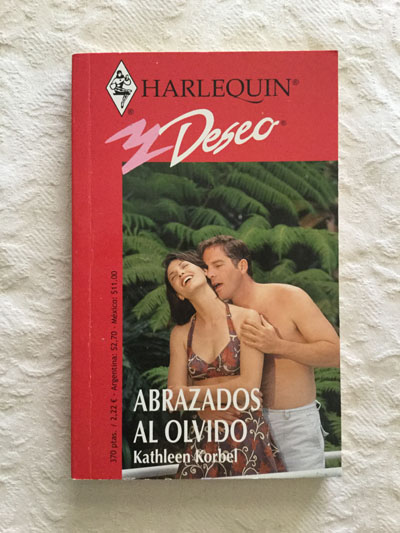 HARLEQUIN®
Deseo®
ABRAZADOS
AL OLVIDO
Kathleen Korbel
370 ptas. / 2,22 € - Argentina: $2,70 - México: $11.00